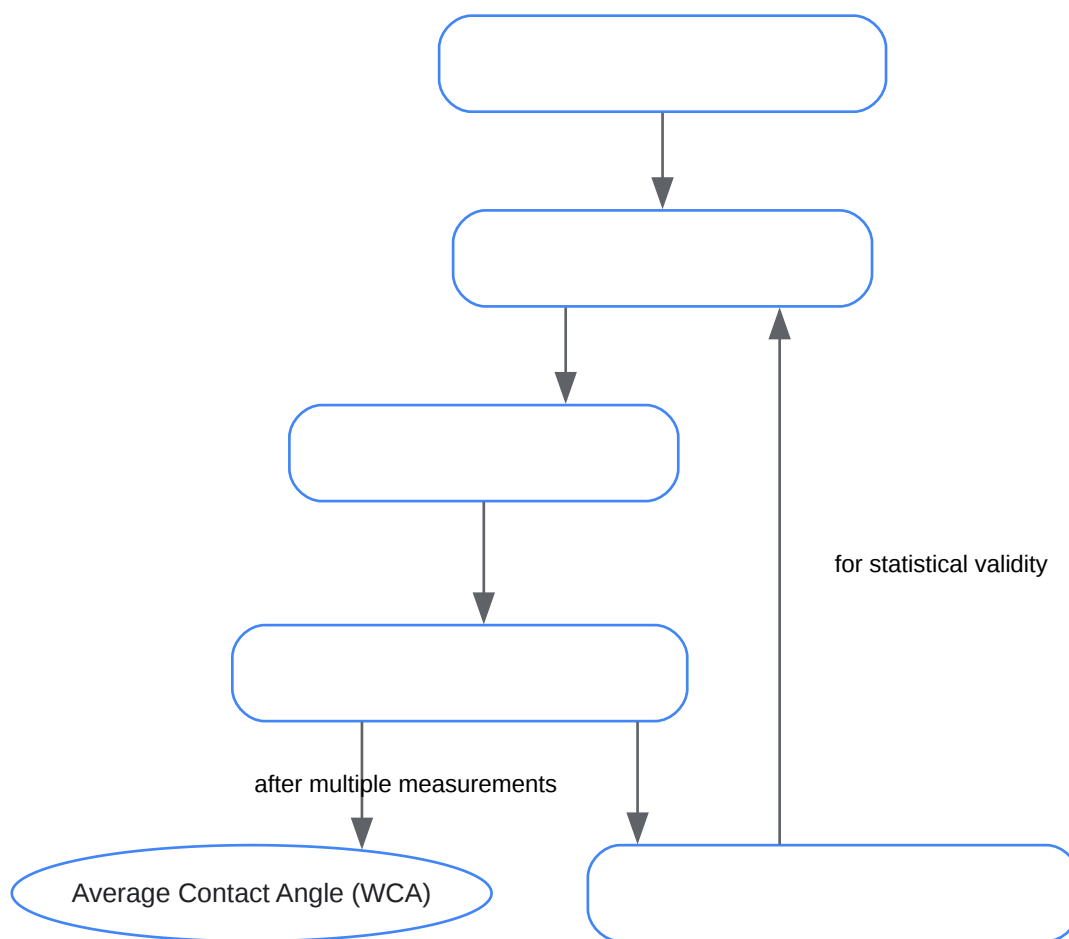 for statistical validity
after multiple measurements
Average Contact Angle (WCA)